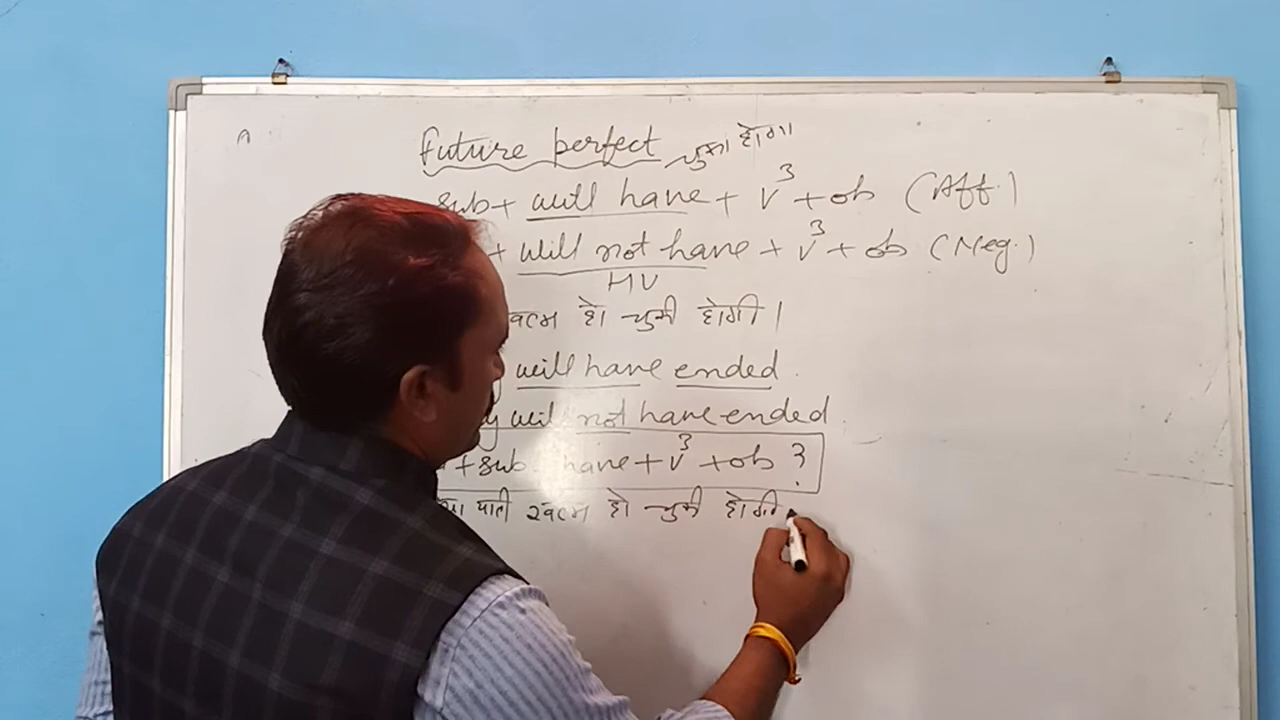 A
Future perfect चुका होगा
sub+ will have + V3 + ob (Aff.)
+ will not have + V3 + ob (Neg.)
HV
खत्म हो चुकी होगी।
will have ended.
will not have ended.
+sub have + V3 + ob ?
पार्टी खत्म हो चुकी होगी